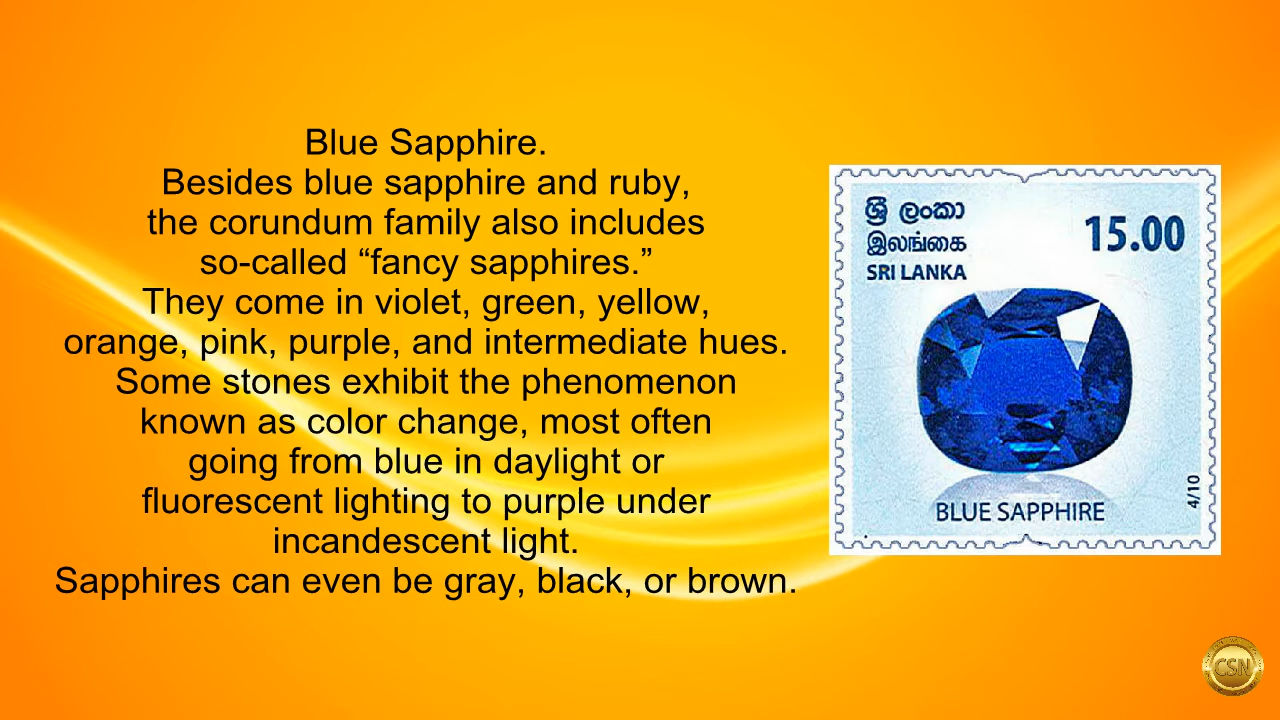 Blue Sapphire.
Besides blue sapphire and ruby,
the corundum family also includes
so-called “fancy sapphires.”
They come in violet, green, yellow,
orange, pink, purple, and intermediate hues.
Some stones exhibit the phenomenon
known as color change, most often
going from blue in daylight or
fluorescent lighting to purple under
incandescent light.
Sapphires can even be gray, black, or brown.
ශ්‍රී ලංකා
இலங்கை
SRI LANKA
15.00
BLUE SAPPHIRE
4/10
CSN